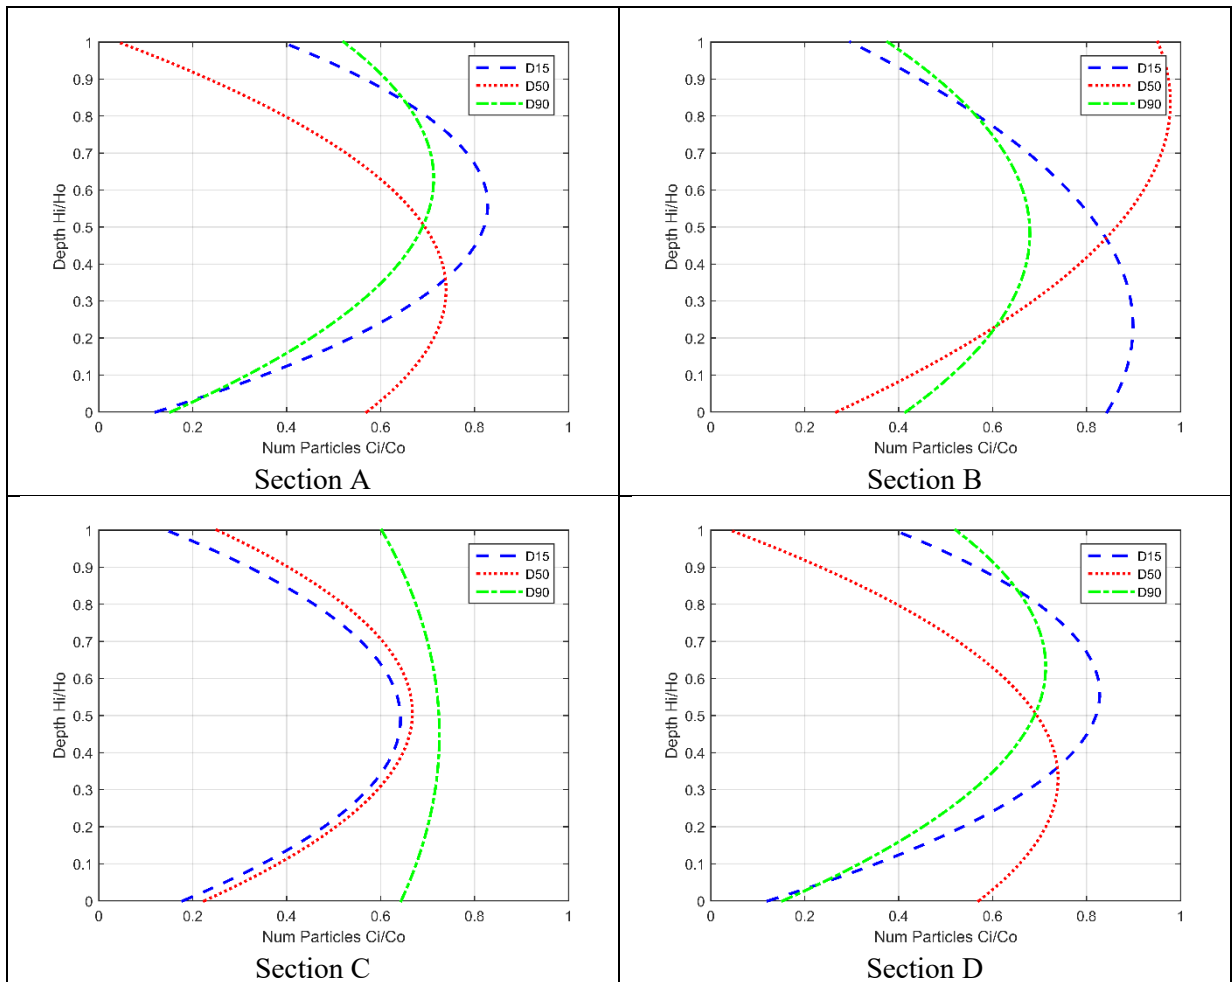 1
0.9
0.8
0.7
0.6
0.5
0.4
0.3
0.2
0.1
0
Depth Hi/Ho
D15
D50
D90
0 0.2 0.4 0.6 0.8 1
Num Particles Ci/Co
Section A
1
0.9
0.8
0.7
0.6
0.5
0.4
0.3
0.2
0.1
0
Depth Hi/Ho
D15
D50
D90
0 0.2 0.4 0.6 0.8 1
Num Particles Ci/Co
Section B
1
0.9
0.8
0.7
0.6
0.5
0.4
0.3
0.2
0.1
0
Depth Hi/Ho
D15
D50
D90
0 0.2 0.4 0.6 0.8 1
Num Particles Ci/Co
Section C
1
0.9
0.8
0.7
0.6
0.5
0.4
0.3
0.2
0.1
0
Depth Hi/Ho
D15
D50
D90
0 0.2 0.4 0.6 0.8 1
Num Particles Ci/Co
Section D